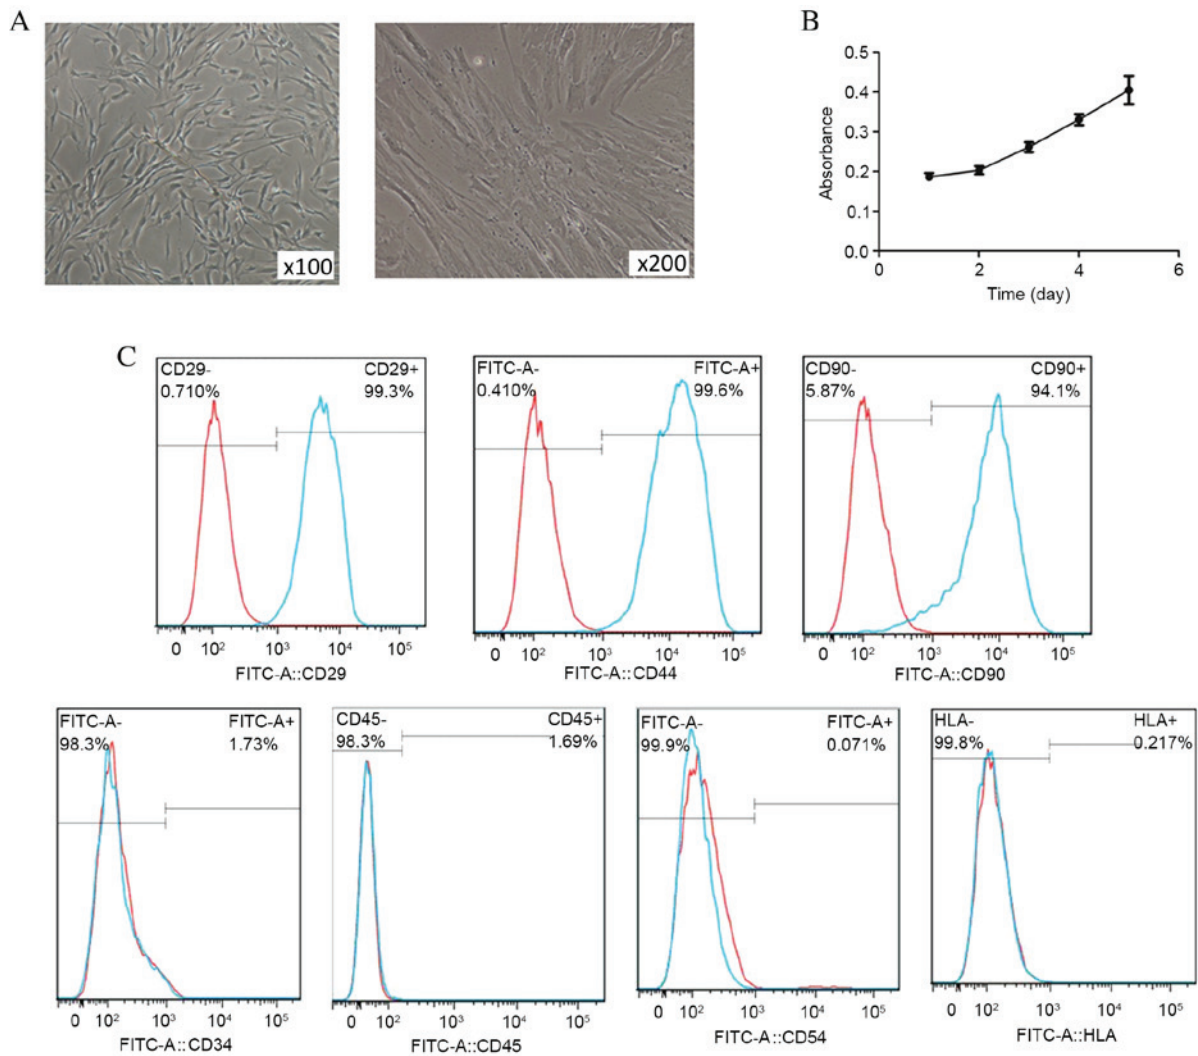 A
x100
x200
B
0.5
0.4
0.3
0.2
0.1
0.0
Absorbance
0 2 4 6
Time (day)
C
CD29- CD29+
0.710% 99.3%
0 10² 10³ 10⁴ 10⁵
FITC-A::CD29
FITC-A- FITC-A+
0.410% 99.6%
0 10² 10³ 10⁴ 10⁵
FITC-A::CD44
CD90- CD90+
5.87% 94.1%
0 10² 10³ 10⁴ 10⁵
FITC-A::CD90
FITC-A- FITC-A+
98.3% 1.73%
0 10² 10³ 10⁴ 10⁵
FITC-A::CD34
CD45- CD45+
98.3% 1.69%
0 10² 10³ 10⁴ 10⁵
FITC-A::CD45
FITC-A- FITC-A+
99.9% 0.071%
0 10² 10³ 10⁴ 10⁵
FITC-A::CD54
HLA- HLA+
99.8% 0.217%
0 10² 10³ 10⁴ 10⁵
FITC-A::HLA